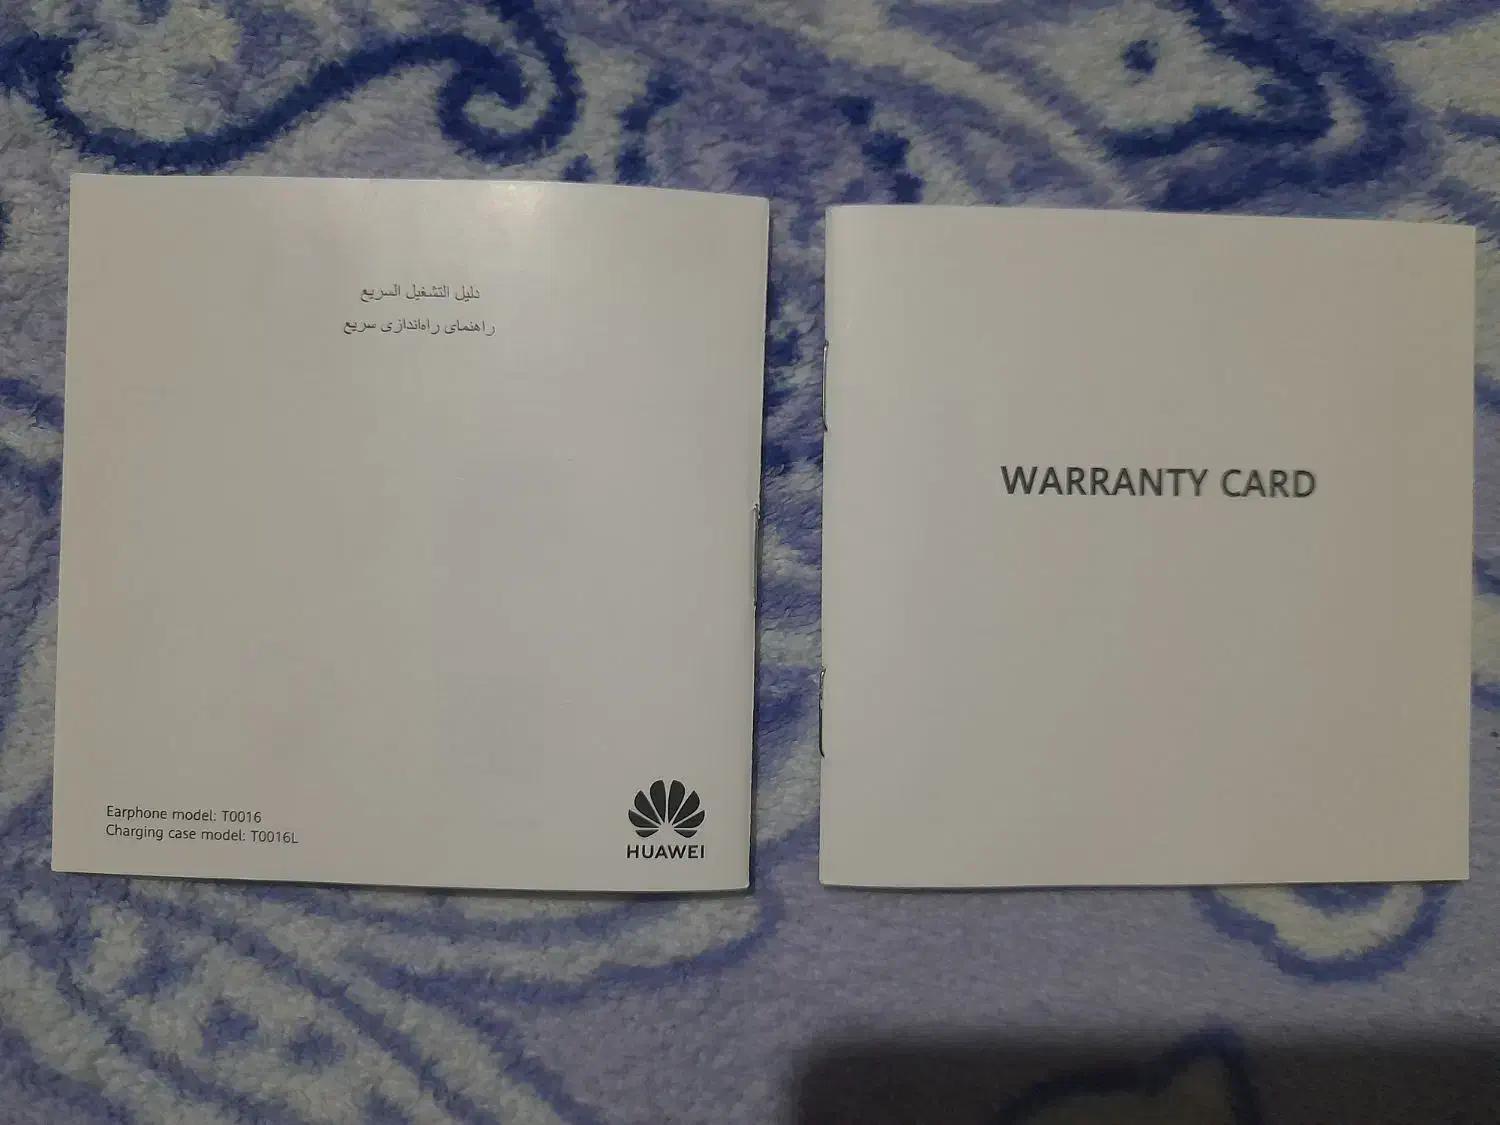 دليل التشغيل السريع
راهنمای راه‌اندازی سریع
Earphone model: T0016
Charging case model: T0016L
HUAWEI
WARRANTY CARD